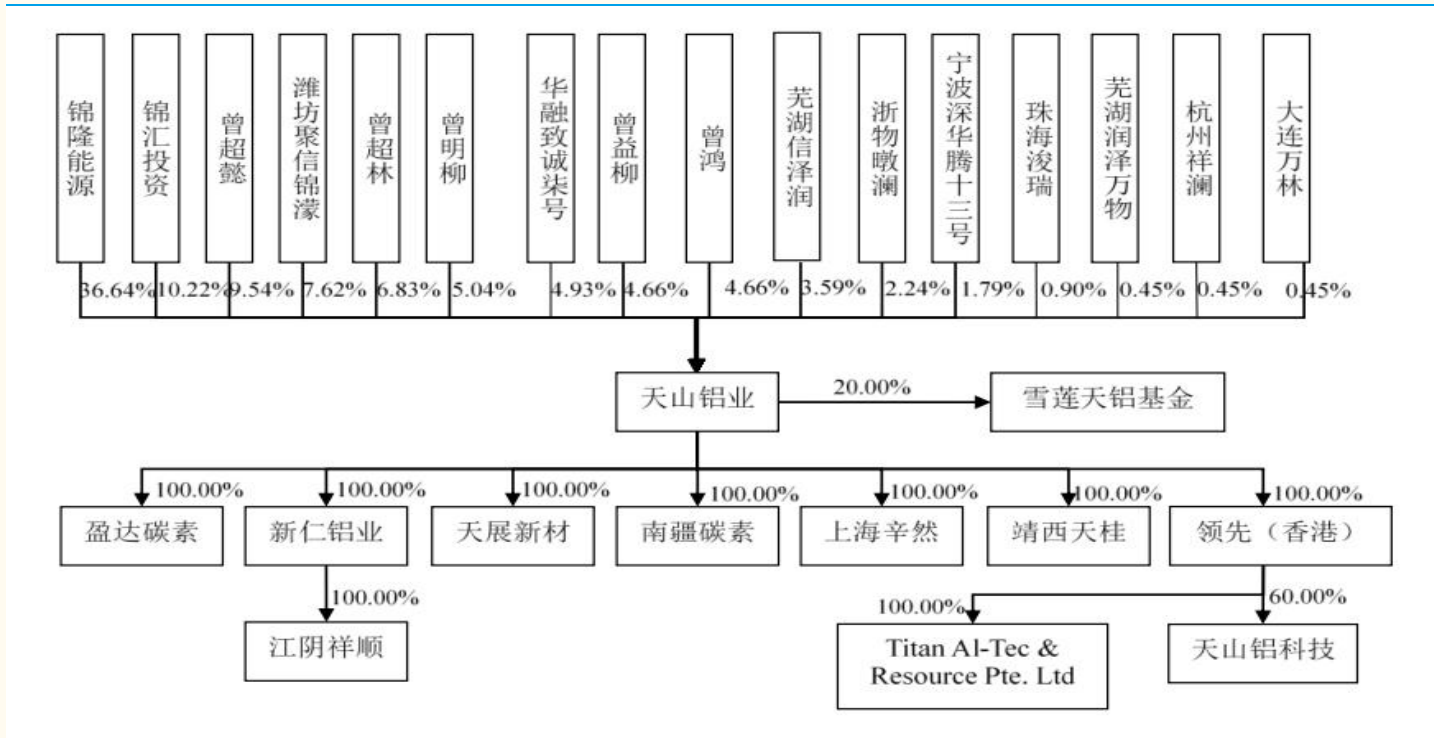 锦隆能源
锦汇投资
曾超懿
潍坊聚信锦濛
曾超林
曾明柳
华融致诚柒号
曾益柳
曾鸿
芜湖信泽润
浙物暾澜
宁波深华腾十三号
珠海浚瑞
芜湖润泽万物
杭州祥澜
大连万林
36.64% 10.22% 9.54% 7.62% 6.83% 5.04% 4.93% 4.66% 4.66% 3.59% 2.24% 1.79% 0.90% 0.45% 0.45% 0.45%
天山铝业
20.00%
雪莲天铝基金
100.00% 100.00% 100.00% 100.00% 100.00% 100.00% 100.00%
盈达碳素
新仁铝业
天展新材
南疆碳素
上海辛然
靖西天桂
领先（香港）
100.00%
100.00%
60.00%
江阴祥顺
Titan Al-Tec &
Resource Pte. Ltd
天山铝科技